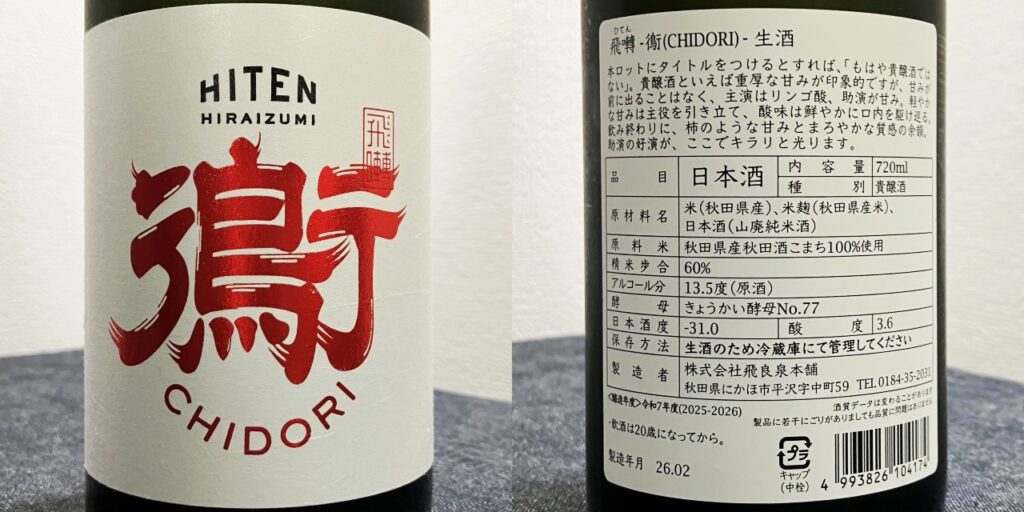 HITEN
HIRAIZUMI
飛囀
鵆
CHIDORI
ひてん
飛囀 -鵆(CHIDORI)- 生酒
本ロットにタイトルをつけるとすれば、「もはや貴醸酒では
ない」。貴醸酒といえば重厚な甘みが印象的ですが、甘みが
前に出ることはなく、主演はリンゴ酸、助演が甘み。軽やか
な甘みは主役を引き立て、酸味は鮮やかに口内を駆け巡る。
飲み終わりに、柿のような甘みとまろやかな質感の余韻。
助演の好演が、ここでキラリと光ります。
品目 日本酒 内容量 720ml
種別 貴醸酒
原材料名 米(秋田県産)、米麹(秋田県産米)、
日本酒(山廃純米酒)
原料米 秋田県産秋田酒こまち100%使用
精米歩合 60%
アルコール分 13.5度(原酒)
酵母 きょうかい酵母No.77
日本酒度 -31.0 酸度 3.6
保存方法 生酒のため冷蔵庫にて管理してください
製造者 株式会社飛良泉本舗
秋田県にかほ市平沢字中町59 TEL 0184-35-2031
<醸造年度>令和7年度(2025-2026)
酒質データは変わることがあります
製品に若干にごりがありましても品質に問題はありません
・飲酒は20歳になってから。
製造年月 26.02
プラ
キャップ
(中栓)
4 993826 104174